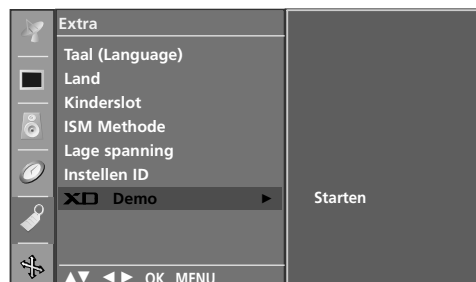 Extra
Taal (Language)
Land
Kinderslot
ISM Methode
Lage spanning
Instellen ID
XD Demo ► Starten
▲▼ ◄► OK MENU